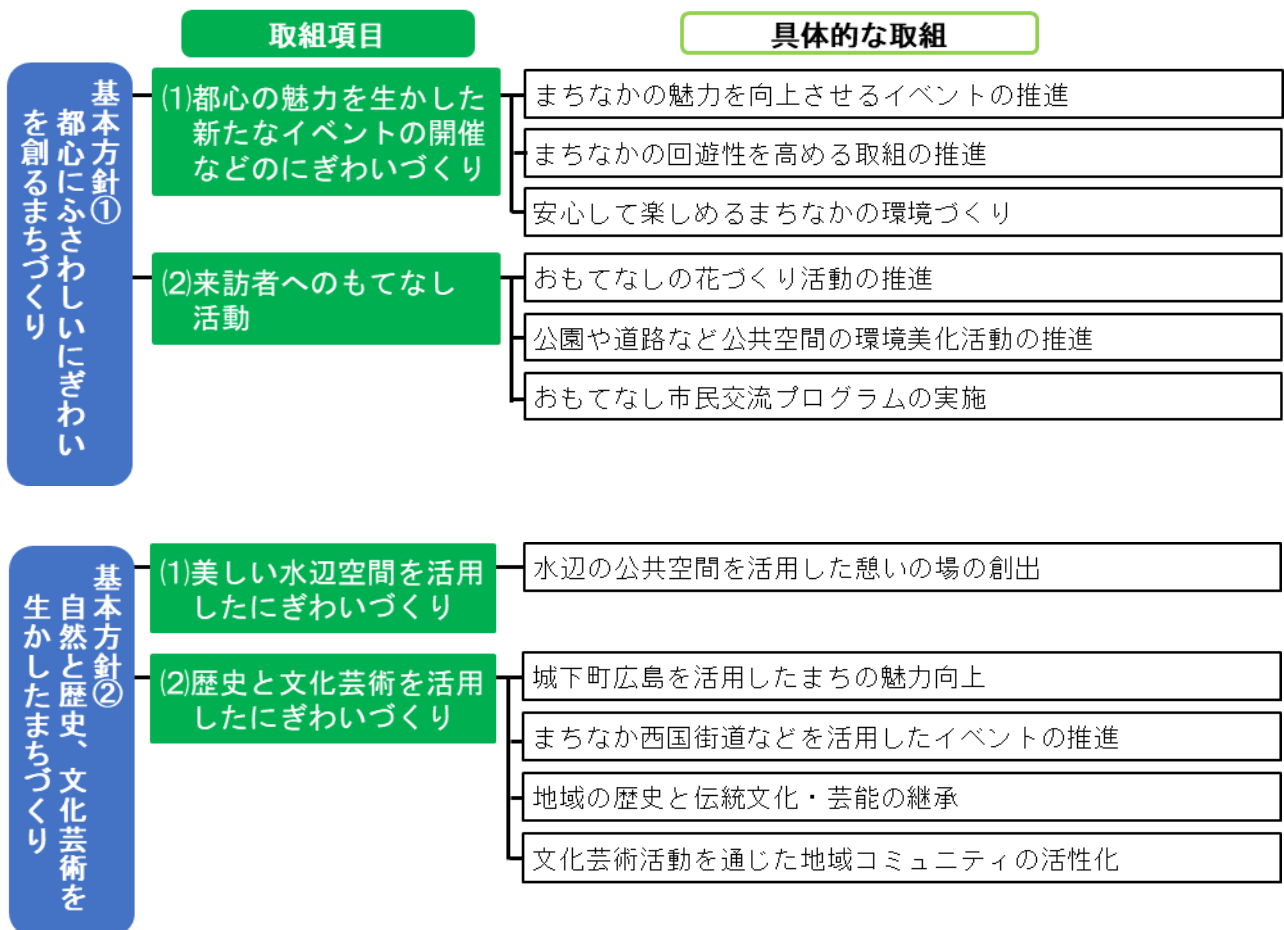 取組項目
具体的な取組
基本方針①
都心にふさわしいにぎわい
を創るまちづくり
⑴都心の魅力を生かした
新たなイベントの開催
などのにぎわいづくり
まちなかの魅力を向上させるイベントの推進
まちなかの回遊性を高める取組の推進
安心して楽しめるまちなかの環境づくり
⑵来訪者へのもてなし
活動
おもてなしの花づくり活動の推進
公園や道路など公共空間の環境美化活動の推進
おもてなし市民交流プログラムの実施
基本方針②
自然と歴史、文化芸術を
生かしたまちづくり
⑴美しい水辺空間を活用
したにぎわいづくり
水辺の公共空間を活用した憩いの場の創出
⑵歴史と文化芸術を活用
したにぎわいづくり
城下町広島を活用したまちの魅力向上
まちなか西国街道などを活用したイベントの推進
地域の歴史と伝統文化・芸能の継承
文化芸術活動を通じた地域コミュニティの活性化